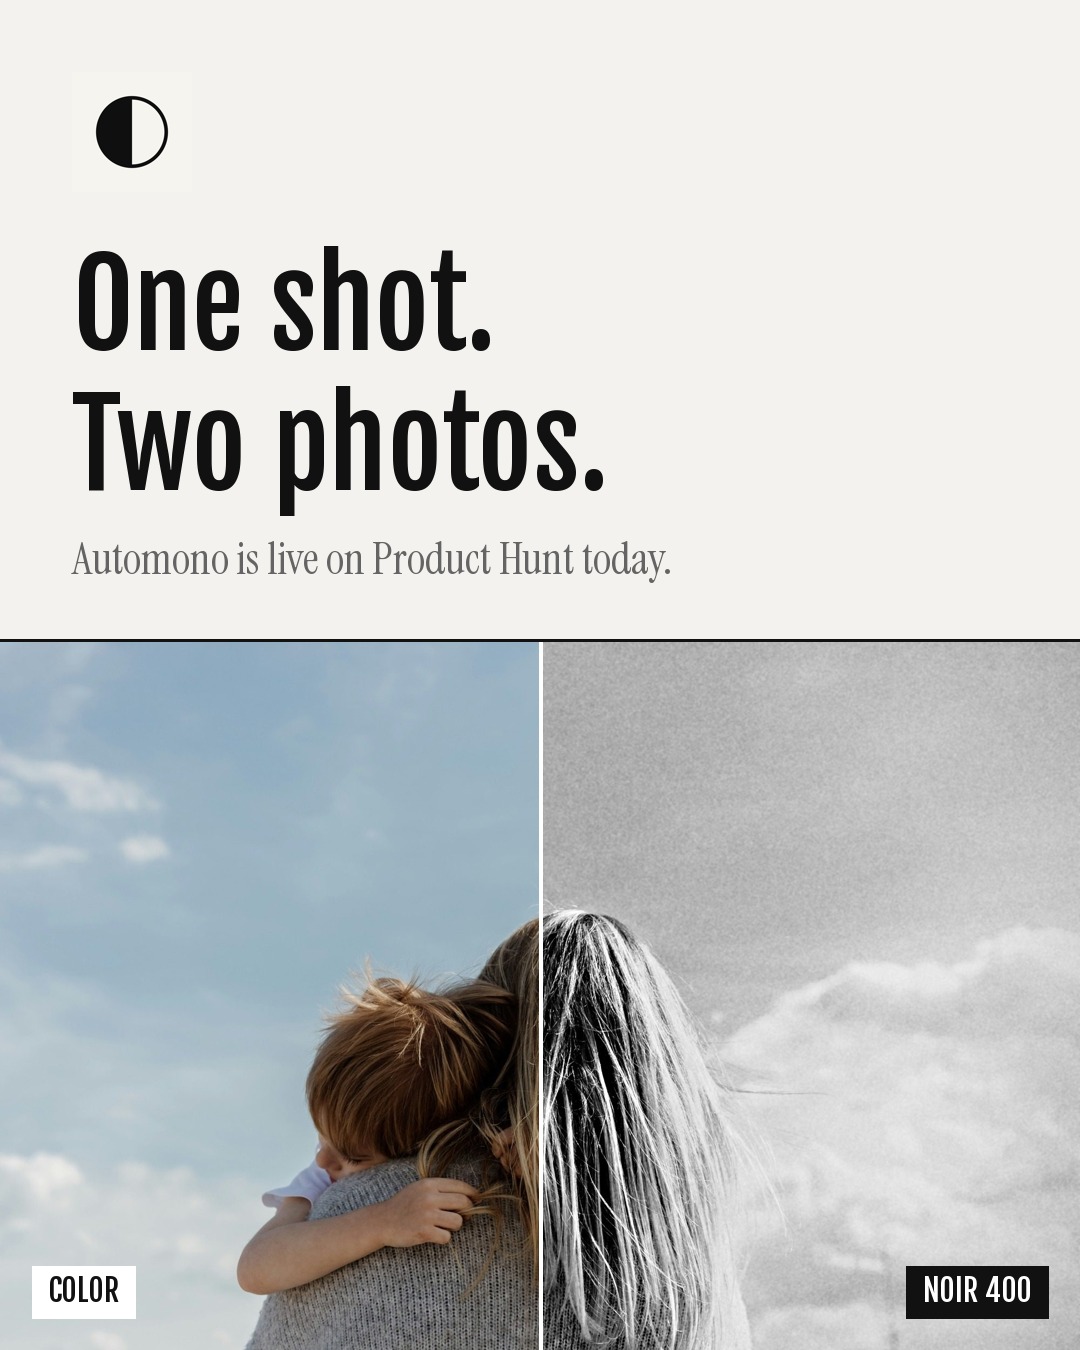 One shot.
Two photos.
Automono is live on Product Hunt today.
COLOR
NOIR 400